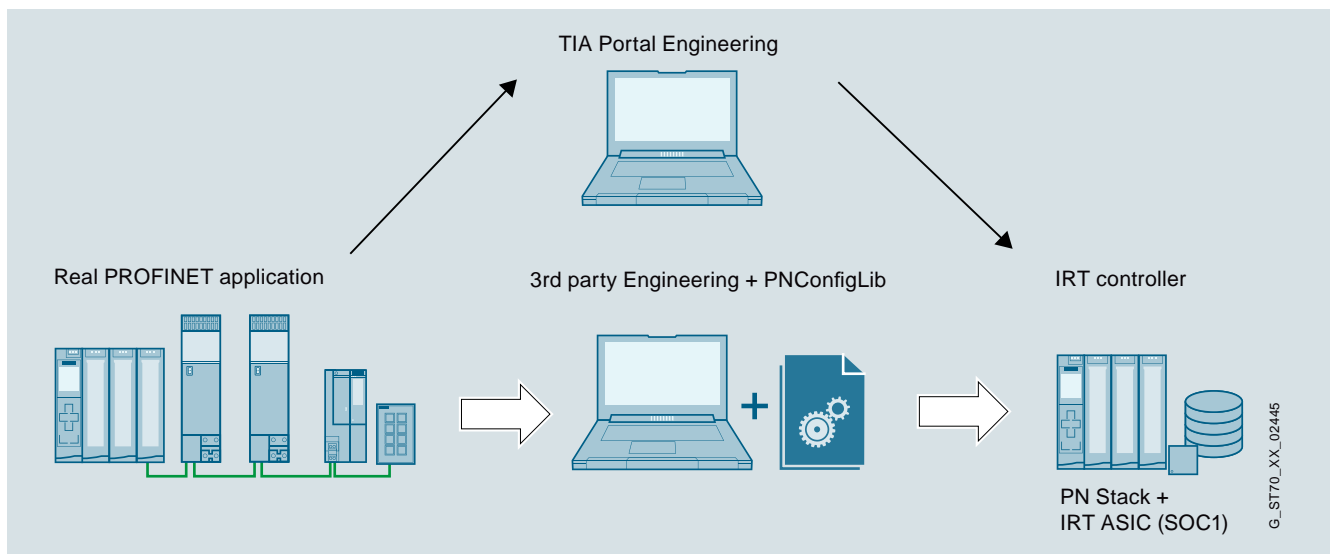 TIA Portal Engineering
Real PROFINET application
3rd party Engineering + PNConfigLib
IRT controller
+
PN Stack +
IRT ASIC (SOC1)
G_ST70_XX_02445